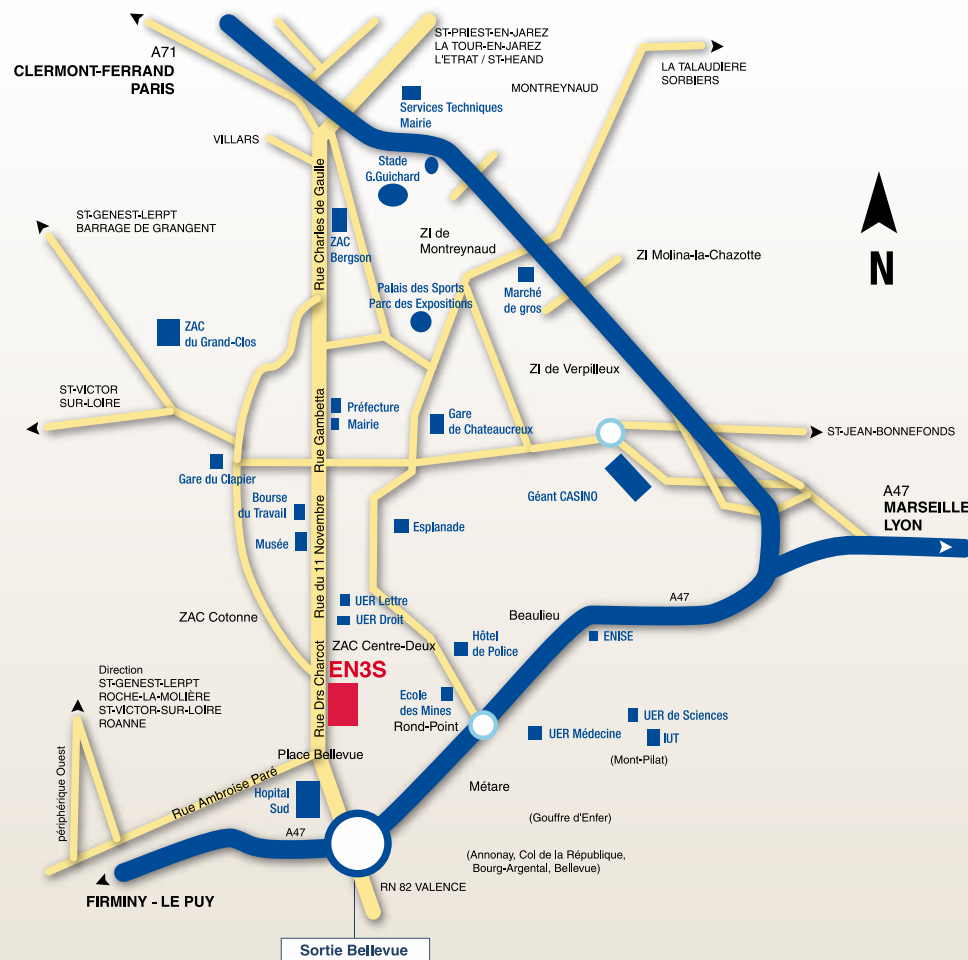 A71
CLERMONT-FERRAND
PARIS
ST-PRIEST-EN-JAREZ
LA TOUR-EN-JAREZ
L'ETRAT / ST-HEAND
MONTREYNAUD
LA TALAUDIERE
SORBIERS
Services Techniques
Mairie
VILLARS
Stade
G.Guichard
Rue Charles de Gaulle
ST-GENEST-LERPT
BARRAGE DE GRANGENT
ZAC
Bergson
ZI de
Montreynaud
ZI Molina-la-Chazotte
N
Palais des Sports
Parc des Expositions
Marché
de gros
ZAC
du Grand-Clos
ZI de Verpilleux
ST-VICTOR
SUR-LOIRE
Rue Gambetta
Préfecture
Mairie
Gare
de Chateaucreux
ST-JEAN-BONNEFONDS
Gare du Clapier
Géant CASINO
A47
MARSEILLE
LYON
Bourse
du Travail
Musée
Rue du 11 Novembre
Esplanade
UER Lettre
UER Droit
ZAC Cotonne
ZAC Centre-Deux
Beaulieu
A47
ENISE
Hôtel
de Police
EN3S
Rue Drs Charcot
Direction
ST-GENEST-LERPT
ROCHE-LA-MOLIÈRE
ST-VICTOR-SUR-LOIRE
ROANNE
Ecole
des Mines
Rond-Point
UER Médecine
UER de Sciences
IUT
(Mont-Pilat)
Place Bellevue
périphérique Ouest
Rue Ambroise Paré
Hopital
Sud
Métare
(Gouffre d'Enfer)
A47
(Annonay, Col de la République,
Bourg-Argental, Bellevue)
RN 82 VALENCE
FIRMINY - LE PUY
Sortie Bellevue